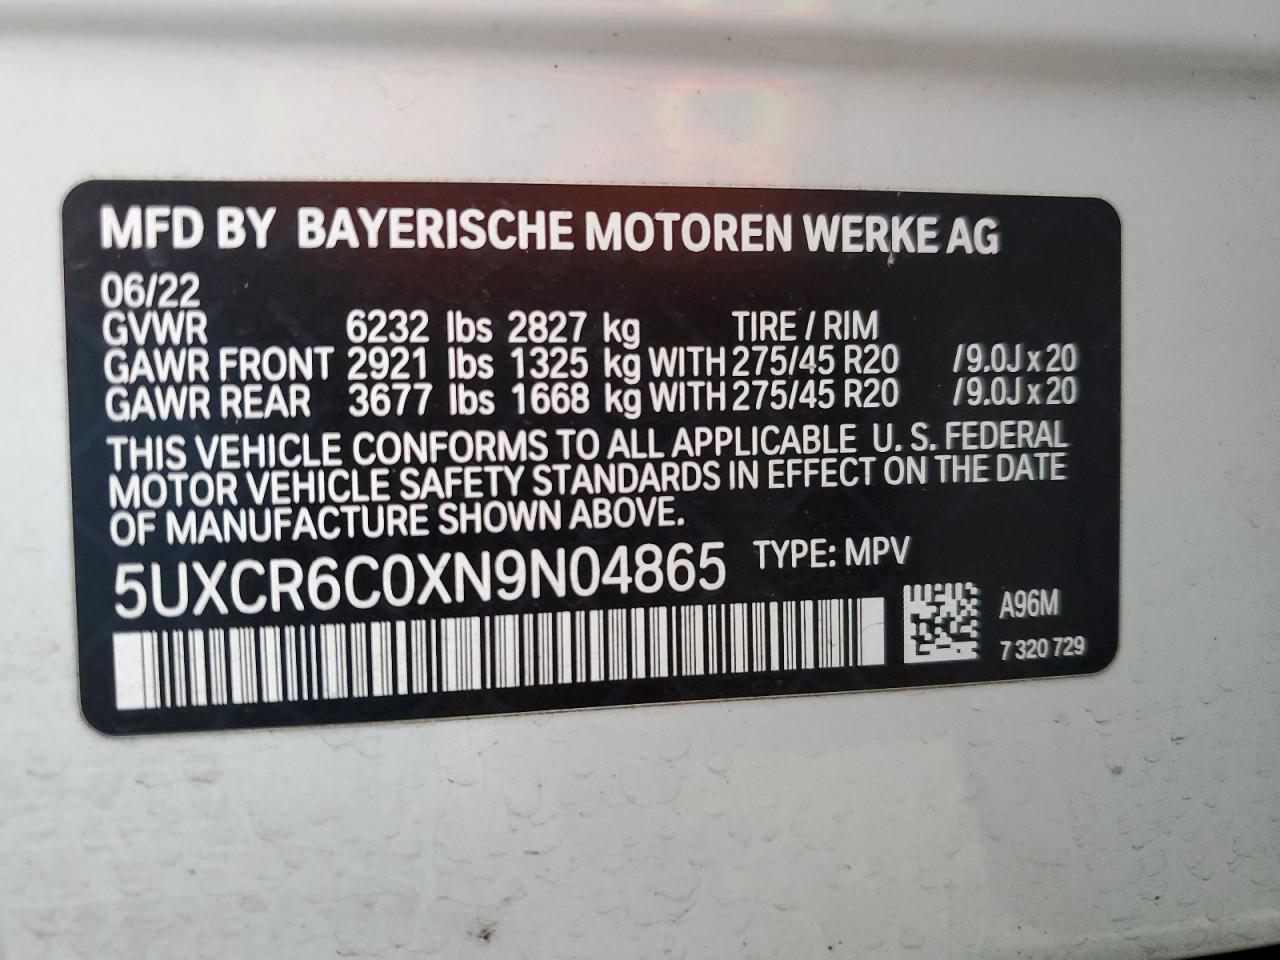 MFD BY BAYERISCHE MOTOREN WERKE AG
06/22
GVWR 6232 lbs 2827 kg TIRE / RIM
GAWR FRONT 2921 lbs 1325 kg WITH 275/45 R20 /9.0J x 20
GAWR REAR 3677 lbs 1668 kg WITH 275/45 R20 /9.0J x 20
THIS VEHICLE CONFORMS TO ALL APPLICABLE U. S. FEDERAL
MOTOR VEHICLE SAFETY STANDARDS IN EFFECT ON THE DATE
OF MANUFACTURE SHOWN ABOVE.
5UXCR6C0XN9N04865 TYPE: MPV
A96M
7 320 729